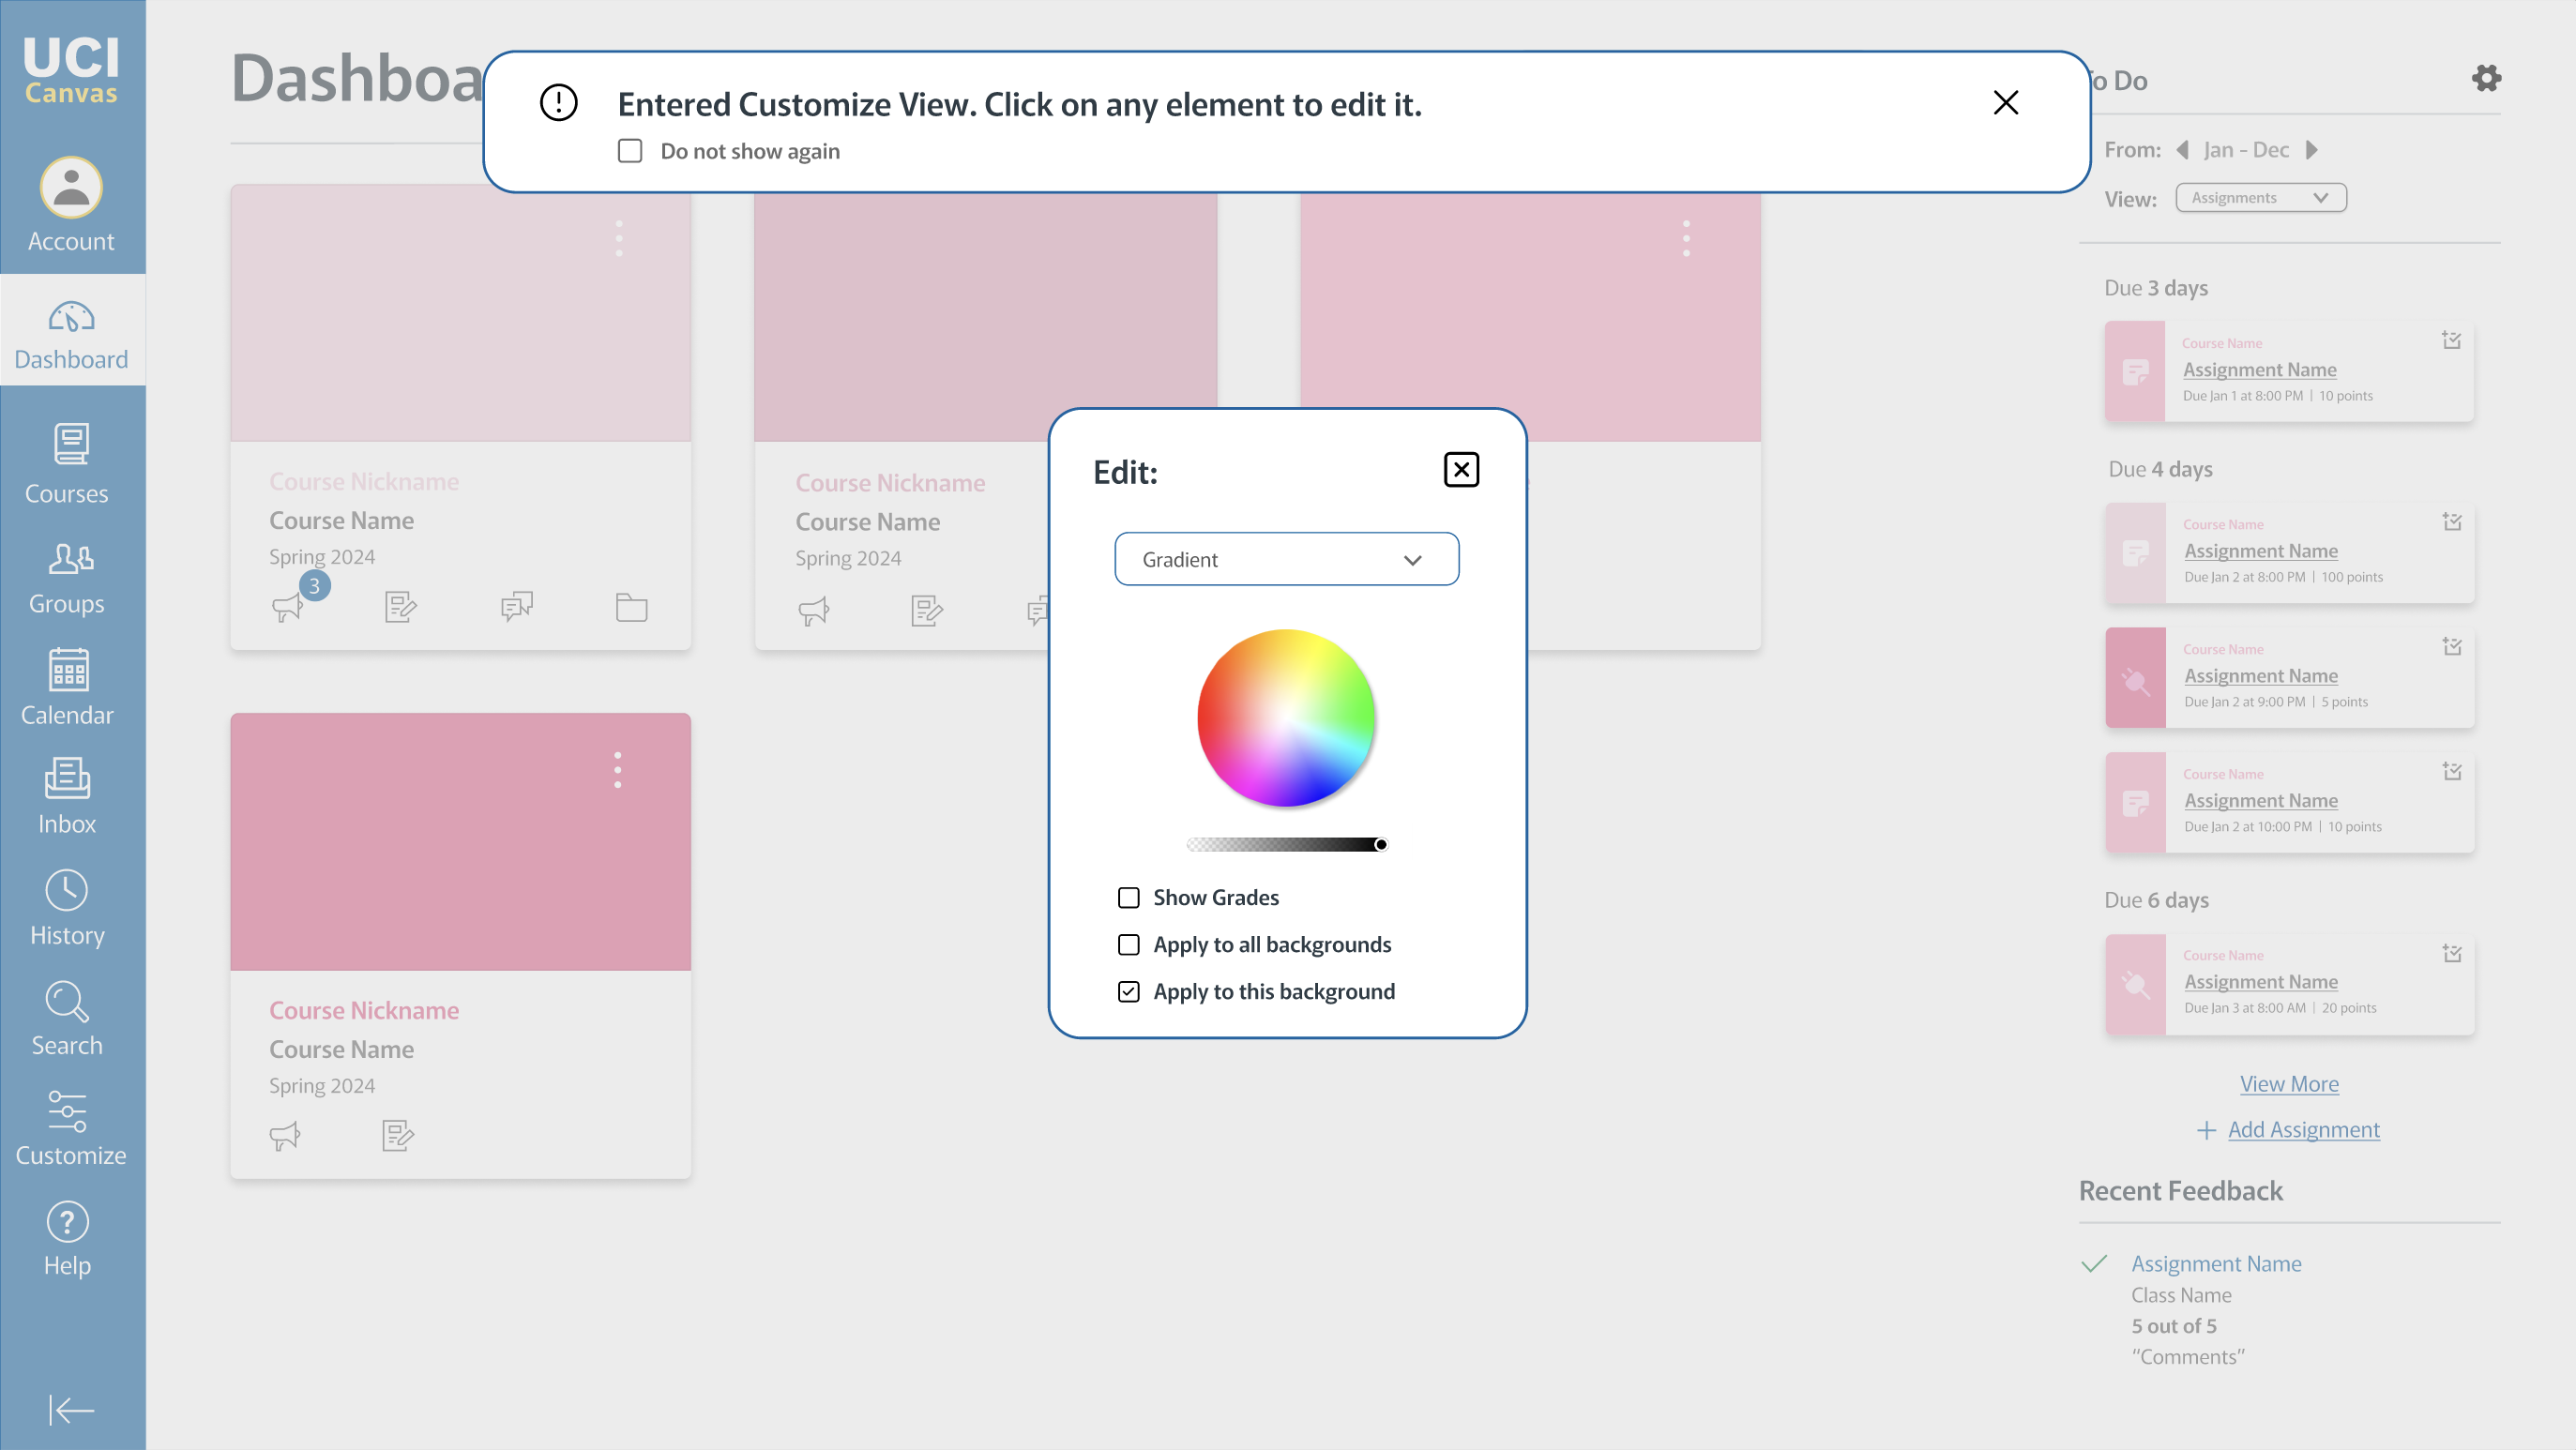 UCI
Canvas
Account
Dashboard
Courses
Groups
Calendar
Inbox
History
Search
Customize
Help
Dashboa
Entered Customize View. Click on any element to edit it.
Do not show again
Course Nickname
Course Name
Spring 2024
3
Course Nickname
Course Name
Spring 2024
Course Nickname
Course Name
Spring 2024
Edit:
Gradient
Show Grades
Apply to all backgrounds
Apply to this background
o Do
From: Jan - Dec
View: Assignments
Due 3 days
Course Name
Assignment Name
Due Jan 1 at 8:00 PM | 10 points
Due 4 days
Course Name
Assignment Name
Due Jan 2 at 8:00 PM | 100 points
Course Name
Assignment Name
Due Jan 2 at 9:00 PM | 5 points
Course Name
Assignment Name
Due Jan 2 at 10:00 PM | 10 points
Due 6 days
Course Name
Assignment Name
Due Jan 3 at 8:00 AM | 20 points
View More
+ Add Assignment
Recent Feedback
Assignment Name
Class Name
5 out of 5
“Comments”